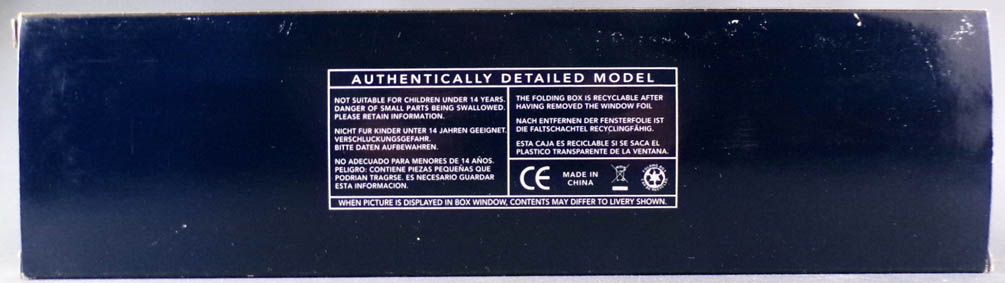 AUTHENTICALLY DETAILED MODEL
NOT SUITABLE FOR CHILDREN UNDER 14 YEARS.
DANGER OF SMALL PARTS BEING SWALLOWED.
PLEASE RETAIN INFORMATION.
NICHT FUR KINDER UNTER 14 JAHREN GEEIGNET.
VERSCHLUCKUNGSGEFAHR.
BITTE DATEN AUFBEWAHREN.
NO ADECUADO PARA MENORES DE 14 AÑOS.
PELIGRO: CONTIENE PIEZAS PEQUEÑAS QUE
PODRIAN TRAGRSE. ES NECESARIO GUARDAR
ESTA INFORMACION.
THE FOLDING BOX IS RECYCLABLE AFTER
HAVING REMOVED THE WINDOW FOIL
NACH ENTFERNEN DER FENSTERFOLIE IST
DIE FALTSCHACHTEL RECYCLINGFÄHIG.
ESTA CAJA ES RECICLABLE SI SE SACA EL
PLASTICO TRANSPARENTE DE LA VENTANA.
CE
MADE IN
CHINA
WHEN PICTURE IS DISPLAYED IN BOX WINDOW, CONTENTS MAY DIFFER TO LIVERY SHOWN.